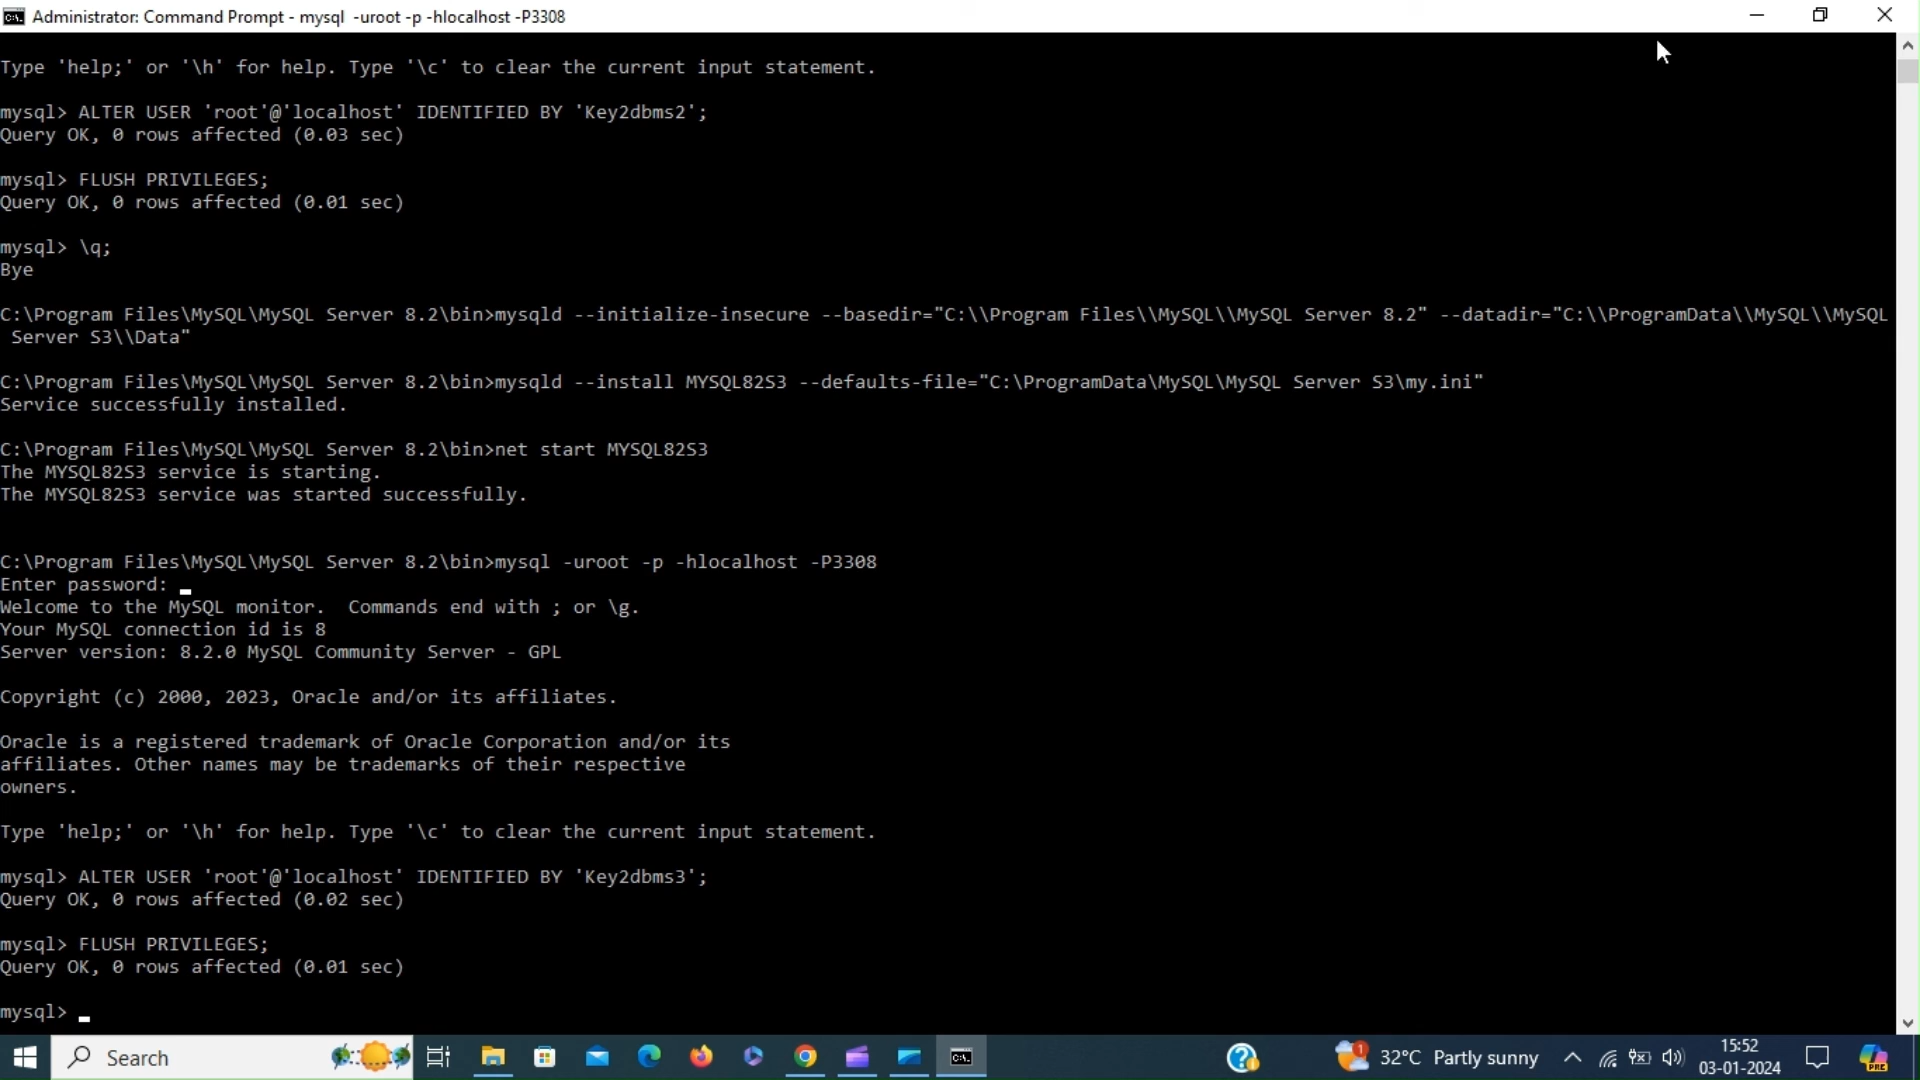 Administrator: Command Prompt - mysql  -uroot -p -hlocalhost -P3308
Type 'help;' or '\h' for help. Type '\c' to clear the current input statement.
mysql> ALTER USER 'root'@'localhost' IDENTIFIED BY 'Key2dbms2';
Query OK, 0 rows affected (0.03 sec)
mysql> FLUSH PRIVILEGES;
Query OK, 0 rows affected (0.01 sec)
mysql> \q;
Bye
C:\Program Files\MySQL\MySQL Server 8.2\bin>mysqld --initialize-insecure --basedir="C:\\Program Files\\MySQL\\MySQL Server 8.2" --datadir="C:\\ProgramData\\MySQL\\MySQL
 Server S3\\Data"
C:\Program Files\MySQL\MySQL Server 8.2\bin>mysqld --install MYSQL82S3 --defaults-file="C:\ProgramData\MySQL\MySQL Server S3\my.ini"
Service successfully installed.
C:\Program Files\MySQL\MySQL Server 8.2\bin>net start MYSQL82S3
The MYSQL82S3 service is starting.
The MYSQL82S3 service was started successfully.
C:\Program Files\MySQL\MySQL Server 8.2\bin>mysql -uroot -p -hlocalhost -P3308
Enter password:
Welcome to the MySQL monitor.  Commands end with ; or \g.
Your MySQL connection id is 8
Server version: 8.2.0 MySQL Community Server - GPL
Copyright (c) 2000, 2023, Oracle and/or its affiliates.
Oracle is a registered trademark of Oracle Corporation and/or its
affiliates. Other names may be trademarks of their respective
owners.
Type 'help;' or '\h' for help. Type '\c' to clear the current input statement.
mysql> ALTER USER 'root'@'localhost' IDENTIFIED BY 'Key2dbms3';
Query OK, 0 rows affected (0.02 sec)
mysql> FLUSH PRIVILEGES;
Query OK, 0 rows affected (0.01 sec)
mysql>
Search
1
32°C Partly sunny
15:52
03-01-2024
PRE